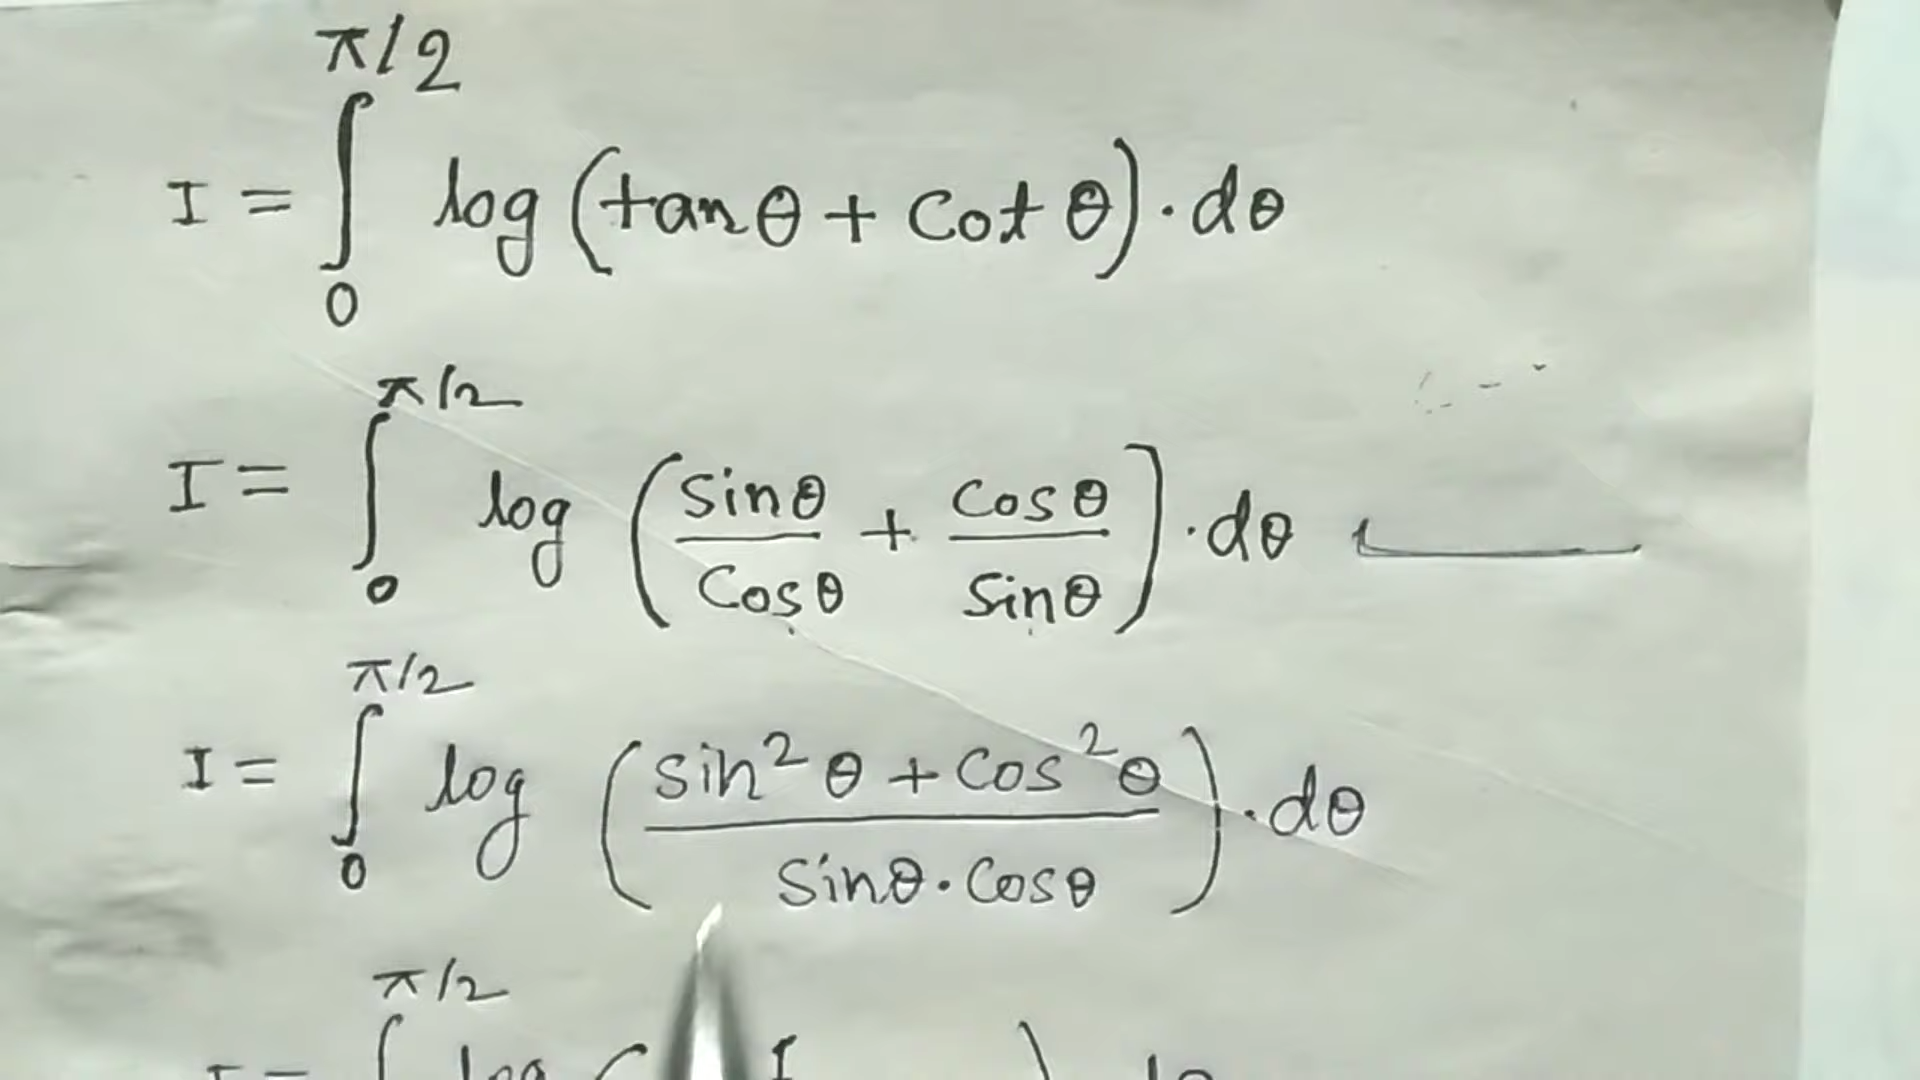 I = ∫₀^{π/2} log (tanθ + cotθ)·dθ
I = ∫₀^{π/2} log (sinθ/cosθ + cosθ/sinθ)·dθ
I = ∫₀^{π/2} log ((sin²θ + cos²θ)/(sinθ·cosθ))·dθ
π/2